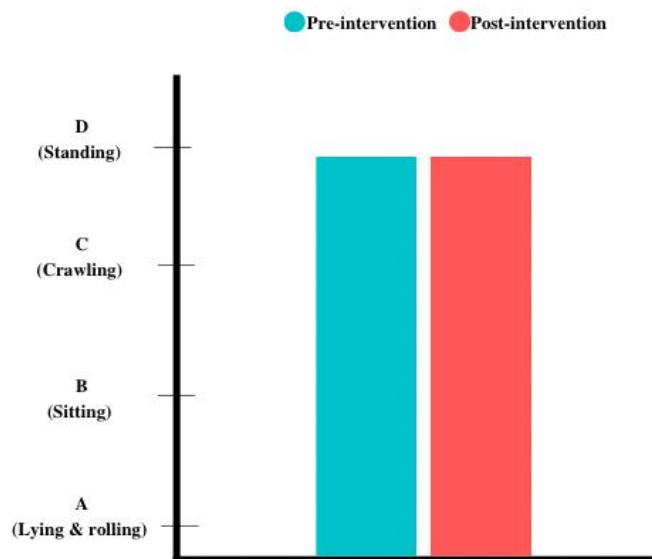 Pre-intervention Post-intervention
D
(Standing)
C
(Crawling)
B
(Sitting)
A
(Lying & rolling)